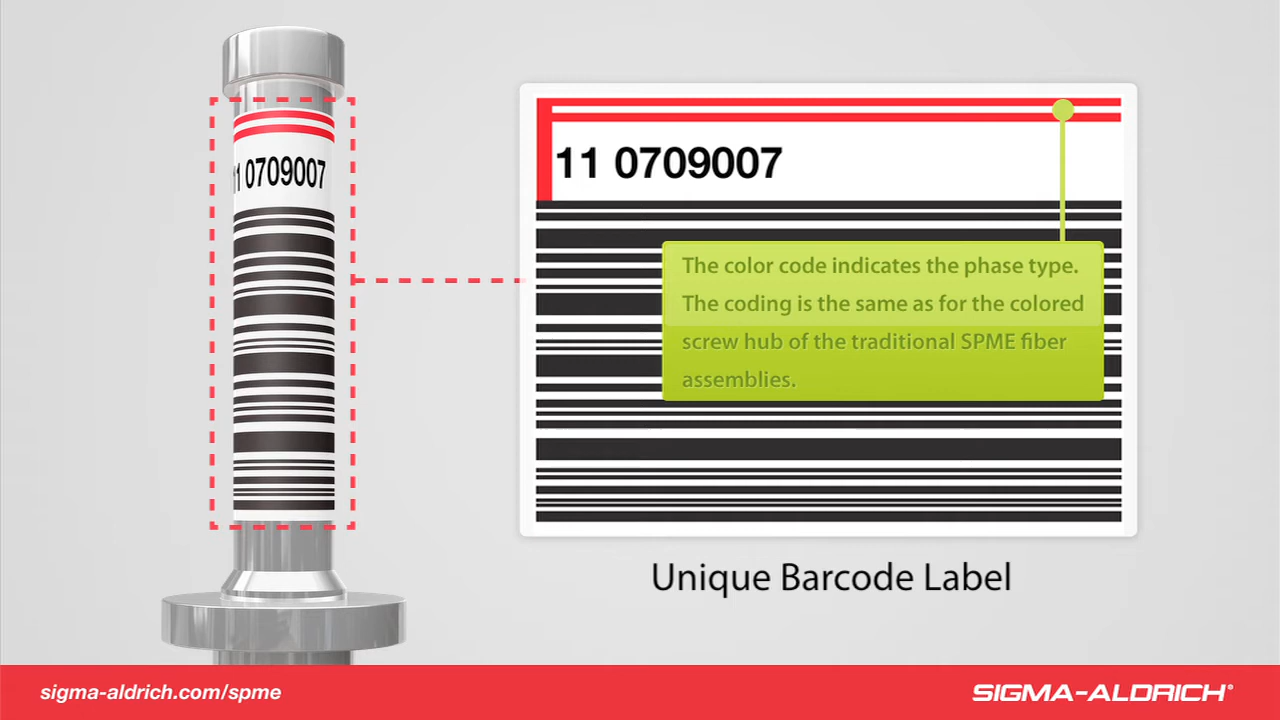 11 0709007
11 0709007
The color code indicates the phase type.
The coding is the same as for the colored
screw hub of the traditional SPME fiber
assemblies.
Unique Barcode Label
sigma-aldrich.com/spme
SIGMA-ALDRICH®